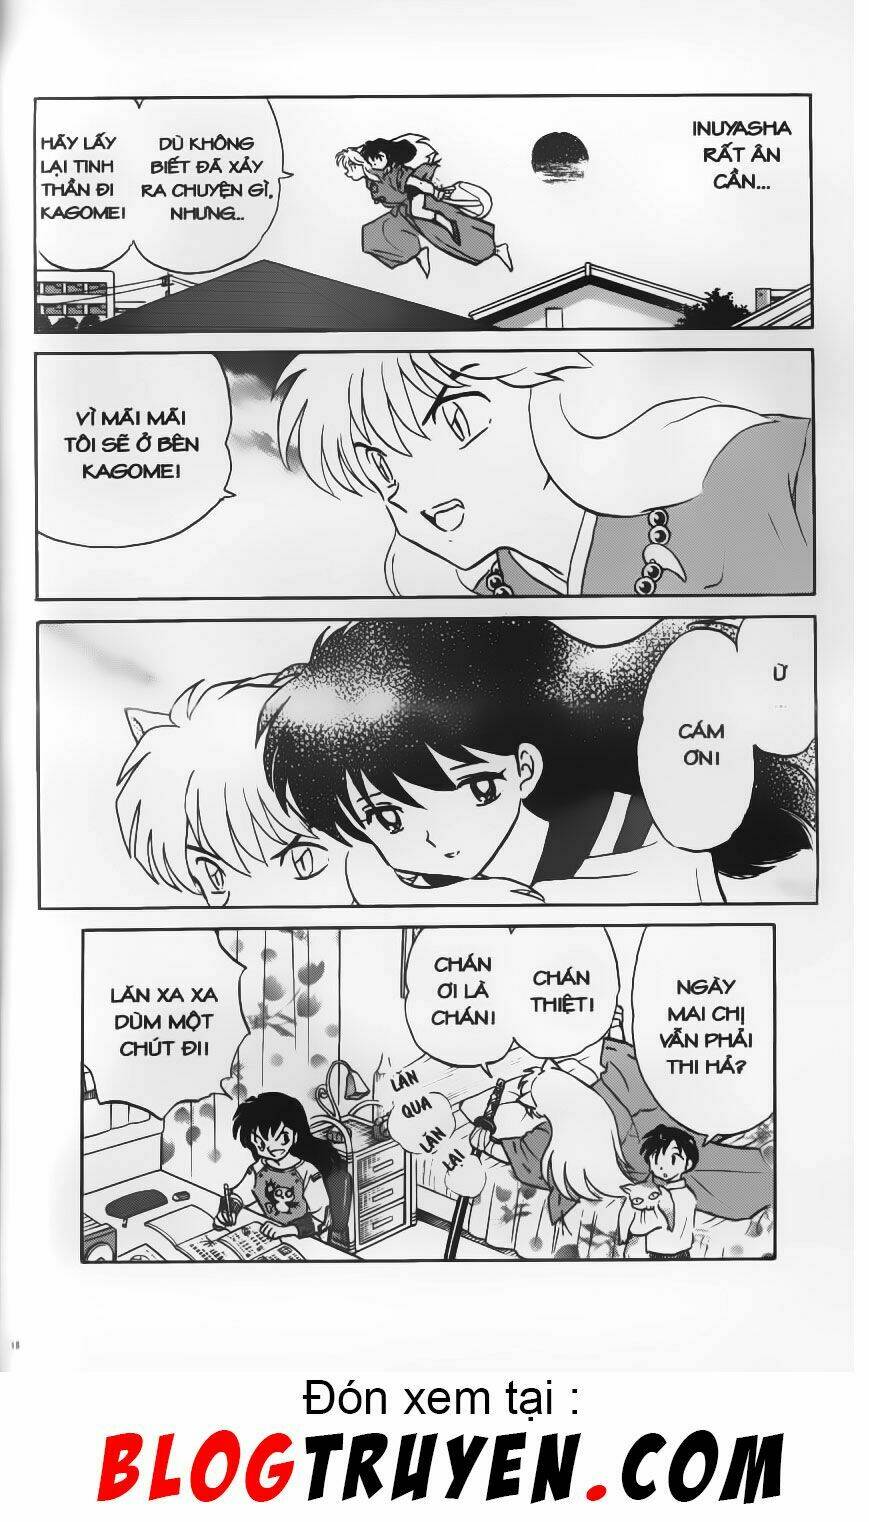 INUYASHA
RẤT ÂN
CẦN...
DÙ KHÔNG
BIẾT ĐÃ XẢY
RA CHUYỆN GÌ,
NHƯNG...
HÃY LẤY
LẠI TINH
THẦN ĐI
KAGOME!
VÌ MÃI MÃI
TÔI SẼ Ở BÊN
KAGOME!
Ừ
CÁM
ƠN!
NGÀY
MAI CHỊ
VẪN PHẢI
THI HẢ?
CHÁN
THIỆT!
CHÁN
ƠI LÀ
CHÁN!
LĂN
QUA
LĂN
LẠI
LĂN XA XA
DÙM MỘT
CHÚT ĐI!
Đón xem tại :
BLOGTRUYEN.COM